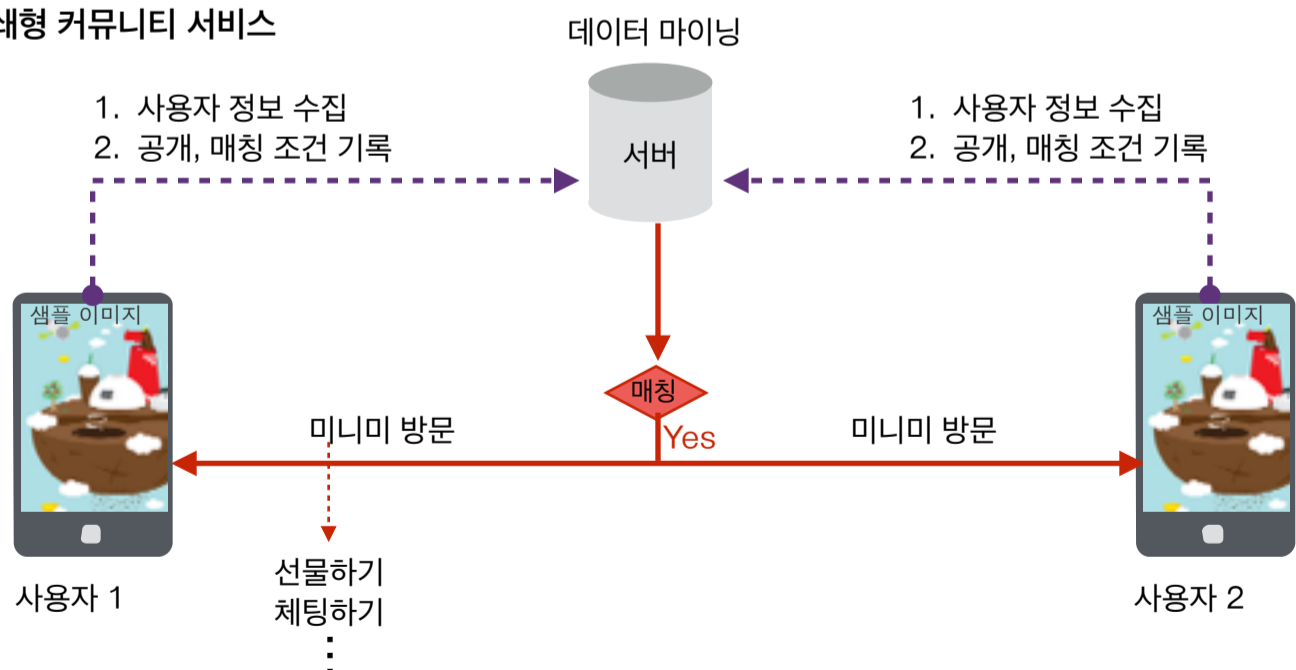 쇄형 커뮤니티 서비스
데이터 마이닝
1. 사용자 정보 수집
2. 공개, 매칭 조건 기록
서버
1. 사용자 정보 수집
2. 공개, 매칭 조건 기록
샘플 이미지
샘플 이미지
매칭
Yes
미니미 방문
미니미 방문
선물하기
체팅하기
사용자 1
사용자 2